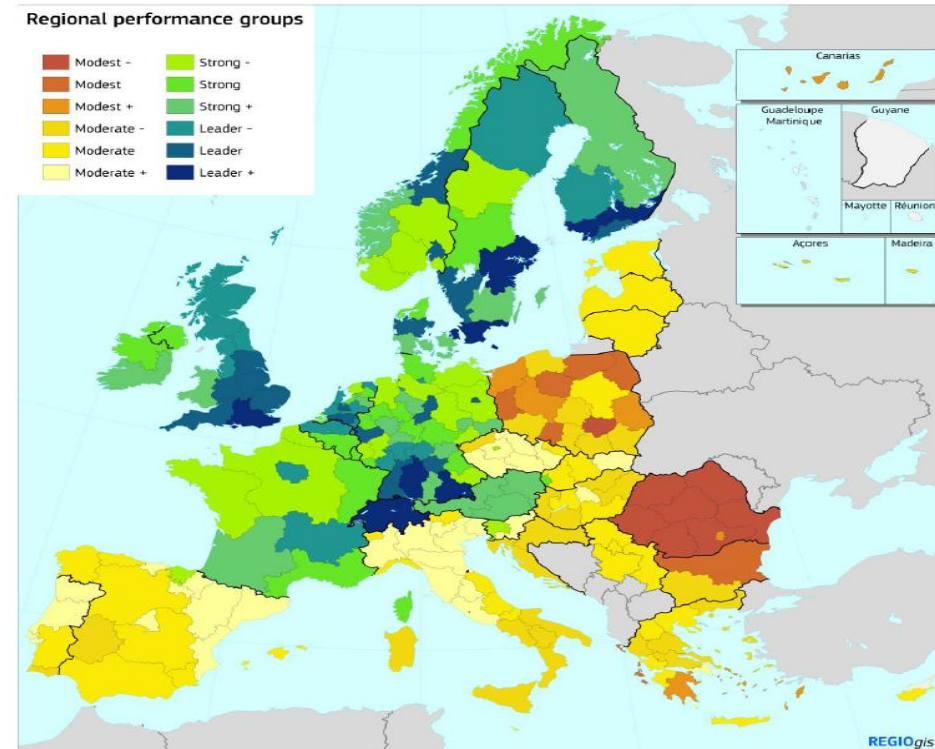 Regional performance groups
Modest -
Modest
Modest +
Moderate -
Moderate
Moderate +
Strong -
Strong
Strong +
Leader -
Leader
Leader +
Canarias
Guadeloupe
Martinique
Guyane
Mayotte
Réunion
Açores
Madeira
REGIOgis